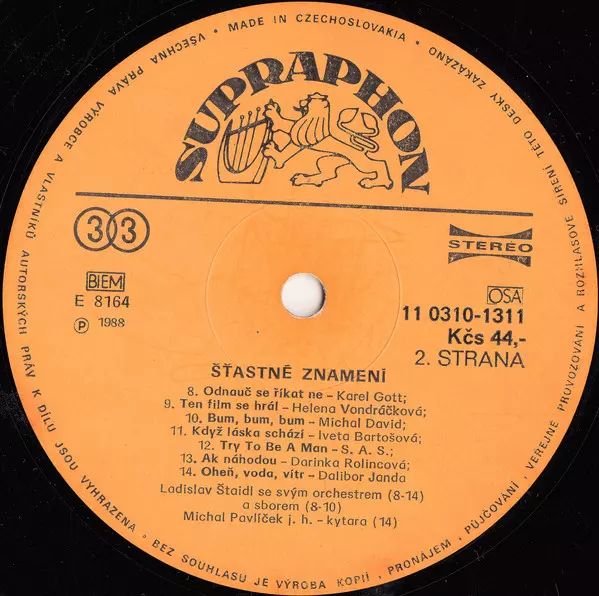 MADE IN CZECHOSLOVAKIA • VŠECHNA PRÁVA VÝROBCE A VLASTNÍKŮ AUTORSKÝCH PRÁV K DÍLU JSOU VYHRAZENA • BEZ SOUHLASU JE VÝROBA KOPIÍ, PRONÁJEM, PŮJČOVÁNÍ, VEREJNÉ PROVOZOVÁNÍ A ROZHLASOVÉ ŠÍŘENÍ TÉTO DESKY ZAKÁZÁNO
SUPRAPHON
33
STEREO
BIEM
E 8164
Ⓟ 1988
OSA
11 0310-1311
Kčs 44,-
2. STRANA
ŠŤASTNÉ ZNAMENÍ
8. Odnauč se říkat ne – Karel Gott;
9. Ten film se hrál – Helena Vondráčková;
10. Bum, bum, bum – Michal David;
11. Když láska schází – Iveta Bartošová;
12. Try To Be A Man – S. A. S.;
13. Ak náhodou – Darinka Rolincová;
14. Oheň, voda, vítr – Dalibor Janda
Ladislav Štaidl se svým orchestrem (8-14)
a sborem (8-10)
Michal Pavlíček j. h. – kytara (14)